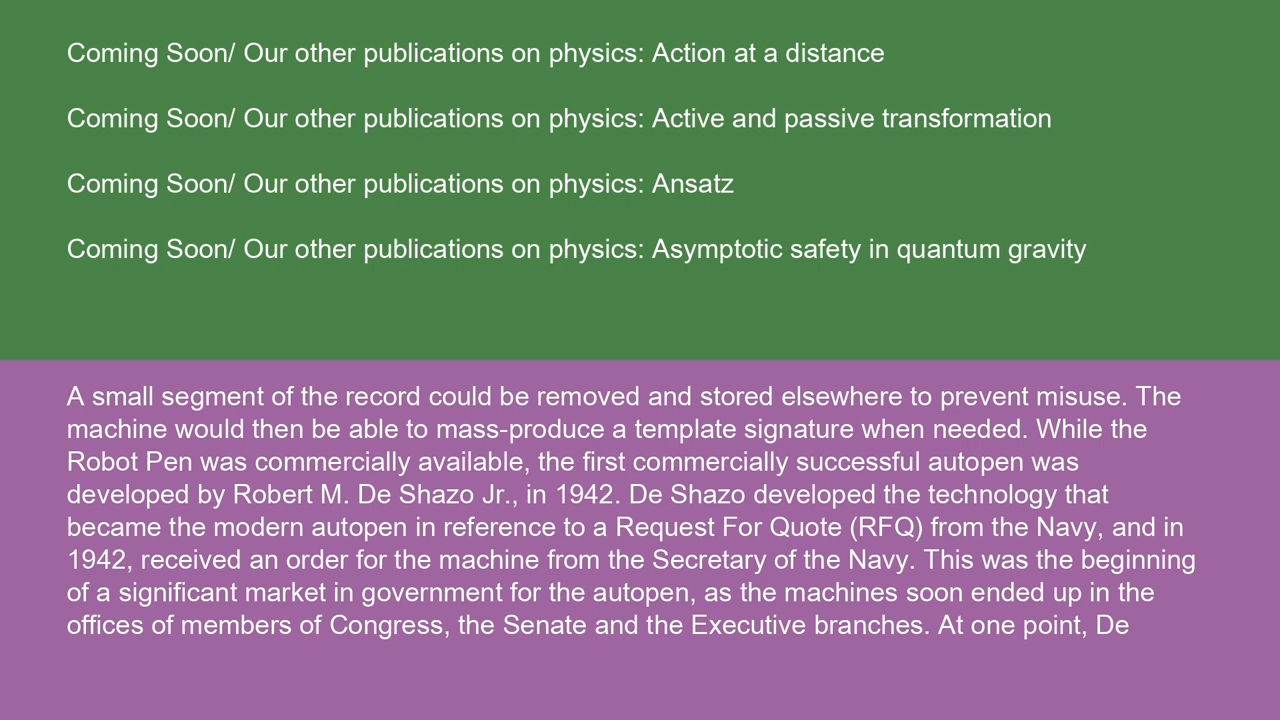 Coming Soon/ Our other publications on physics: Action at a distance
Coming Soon/ Our other publications on physics: Active and passive transformation
Coming Soon/ Our other publications on physics: Ansatz
Coming Soon/ Our other publications on physics: Asymptotic safety in quantum gravity
A small segment of the record could be removed and stored elsewhere to prevent misuse. The
machine would then be able to mass-produce a template signature when needed. While the
Robot Pen was commercially available, the first commercially successful autopen was
developed by Robert M. De Shazo Jr., in 1942. De Shazo developed the technology that
became the modern autopen in reference to a Request For Quote (RFQ) from the Navy, and in
1942, received an order for the machine from the Secretary of the Navy. This was the beginning
of a significant market in government for the autopen, as the machines soon ended up in the
offices of members of Congress, the Senate and the Executive branches. At one point, De